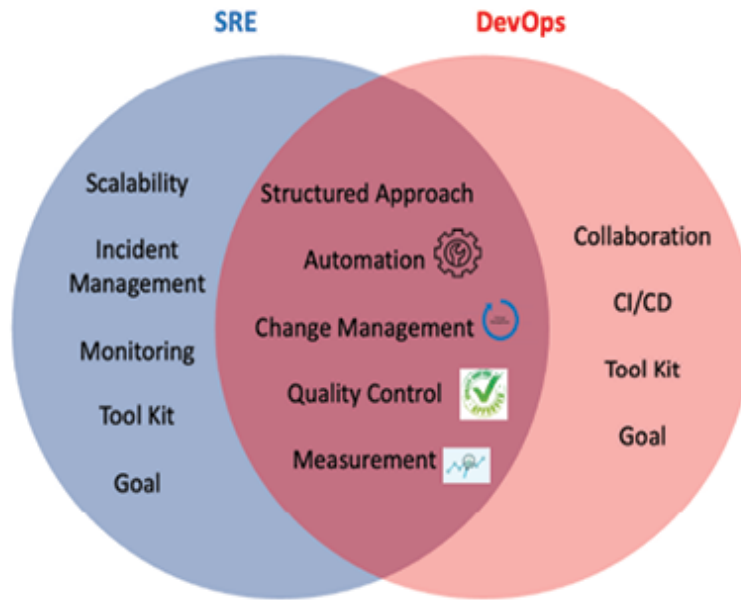 SRE
DevOps
Scalability
Incident
Management
Monitoring
Tool Kit
Goal
Structured Approach
Automation
Change Management
Quality Control
APPROVED
Measurement
Collaboration
CI/CD
Tool Kit
Goal